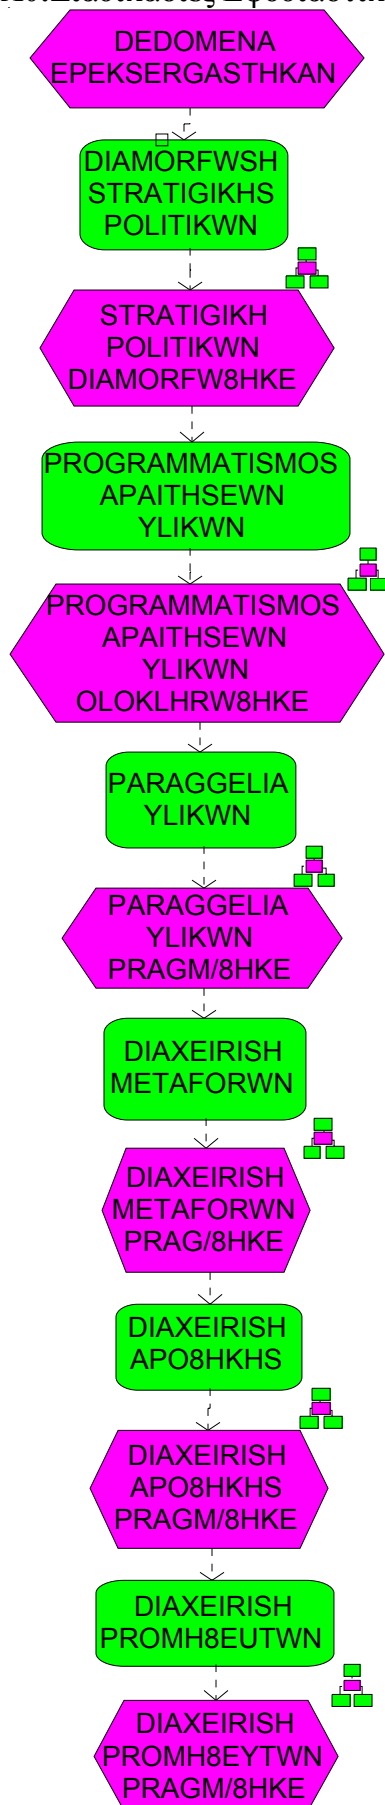 DEDOMENA
EPEKSERGASTHKAN
DIAMORFWSH
STRATIGIKHS
POLITIKWN
STRATIGIKH
POLITIKWN
DIAMORFW8HKE
PROGRAMMATISMOS
APAITHSEWN
YLIKWN
PROGRAMMATISMOS
APAITHSEWN
YLIKWN
OLOKLHRW8HKE
PARAGGELIA
YLIKWN
PARAGGELIA
YLIKWN
PRAGM/8HKE
DIAXEIRISH
METAFORWN
DIAXEIRISH
METAFORWN
PRAG/8HKE
DIAXEIRISH
APO8HKHS
DIAXEIRISH
APO8HKHS
PRAGM/8HKE
DIAXEIRISH
PROMH8EUTWN
DIAXEIRISH
PROMH8EYTWN
PRAGM/8HKE